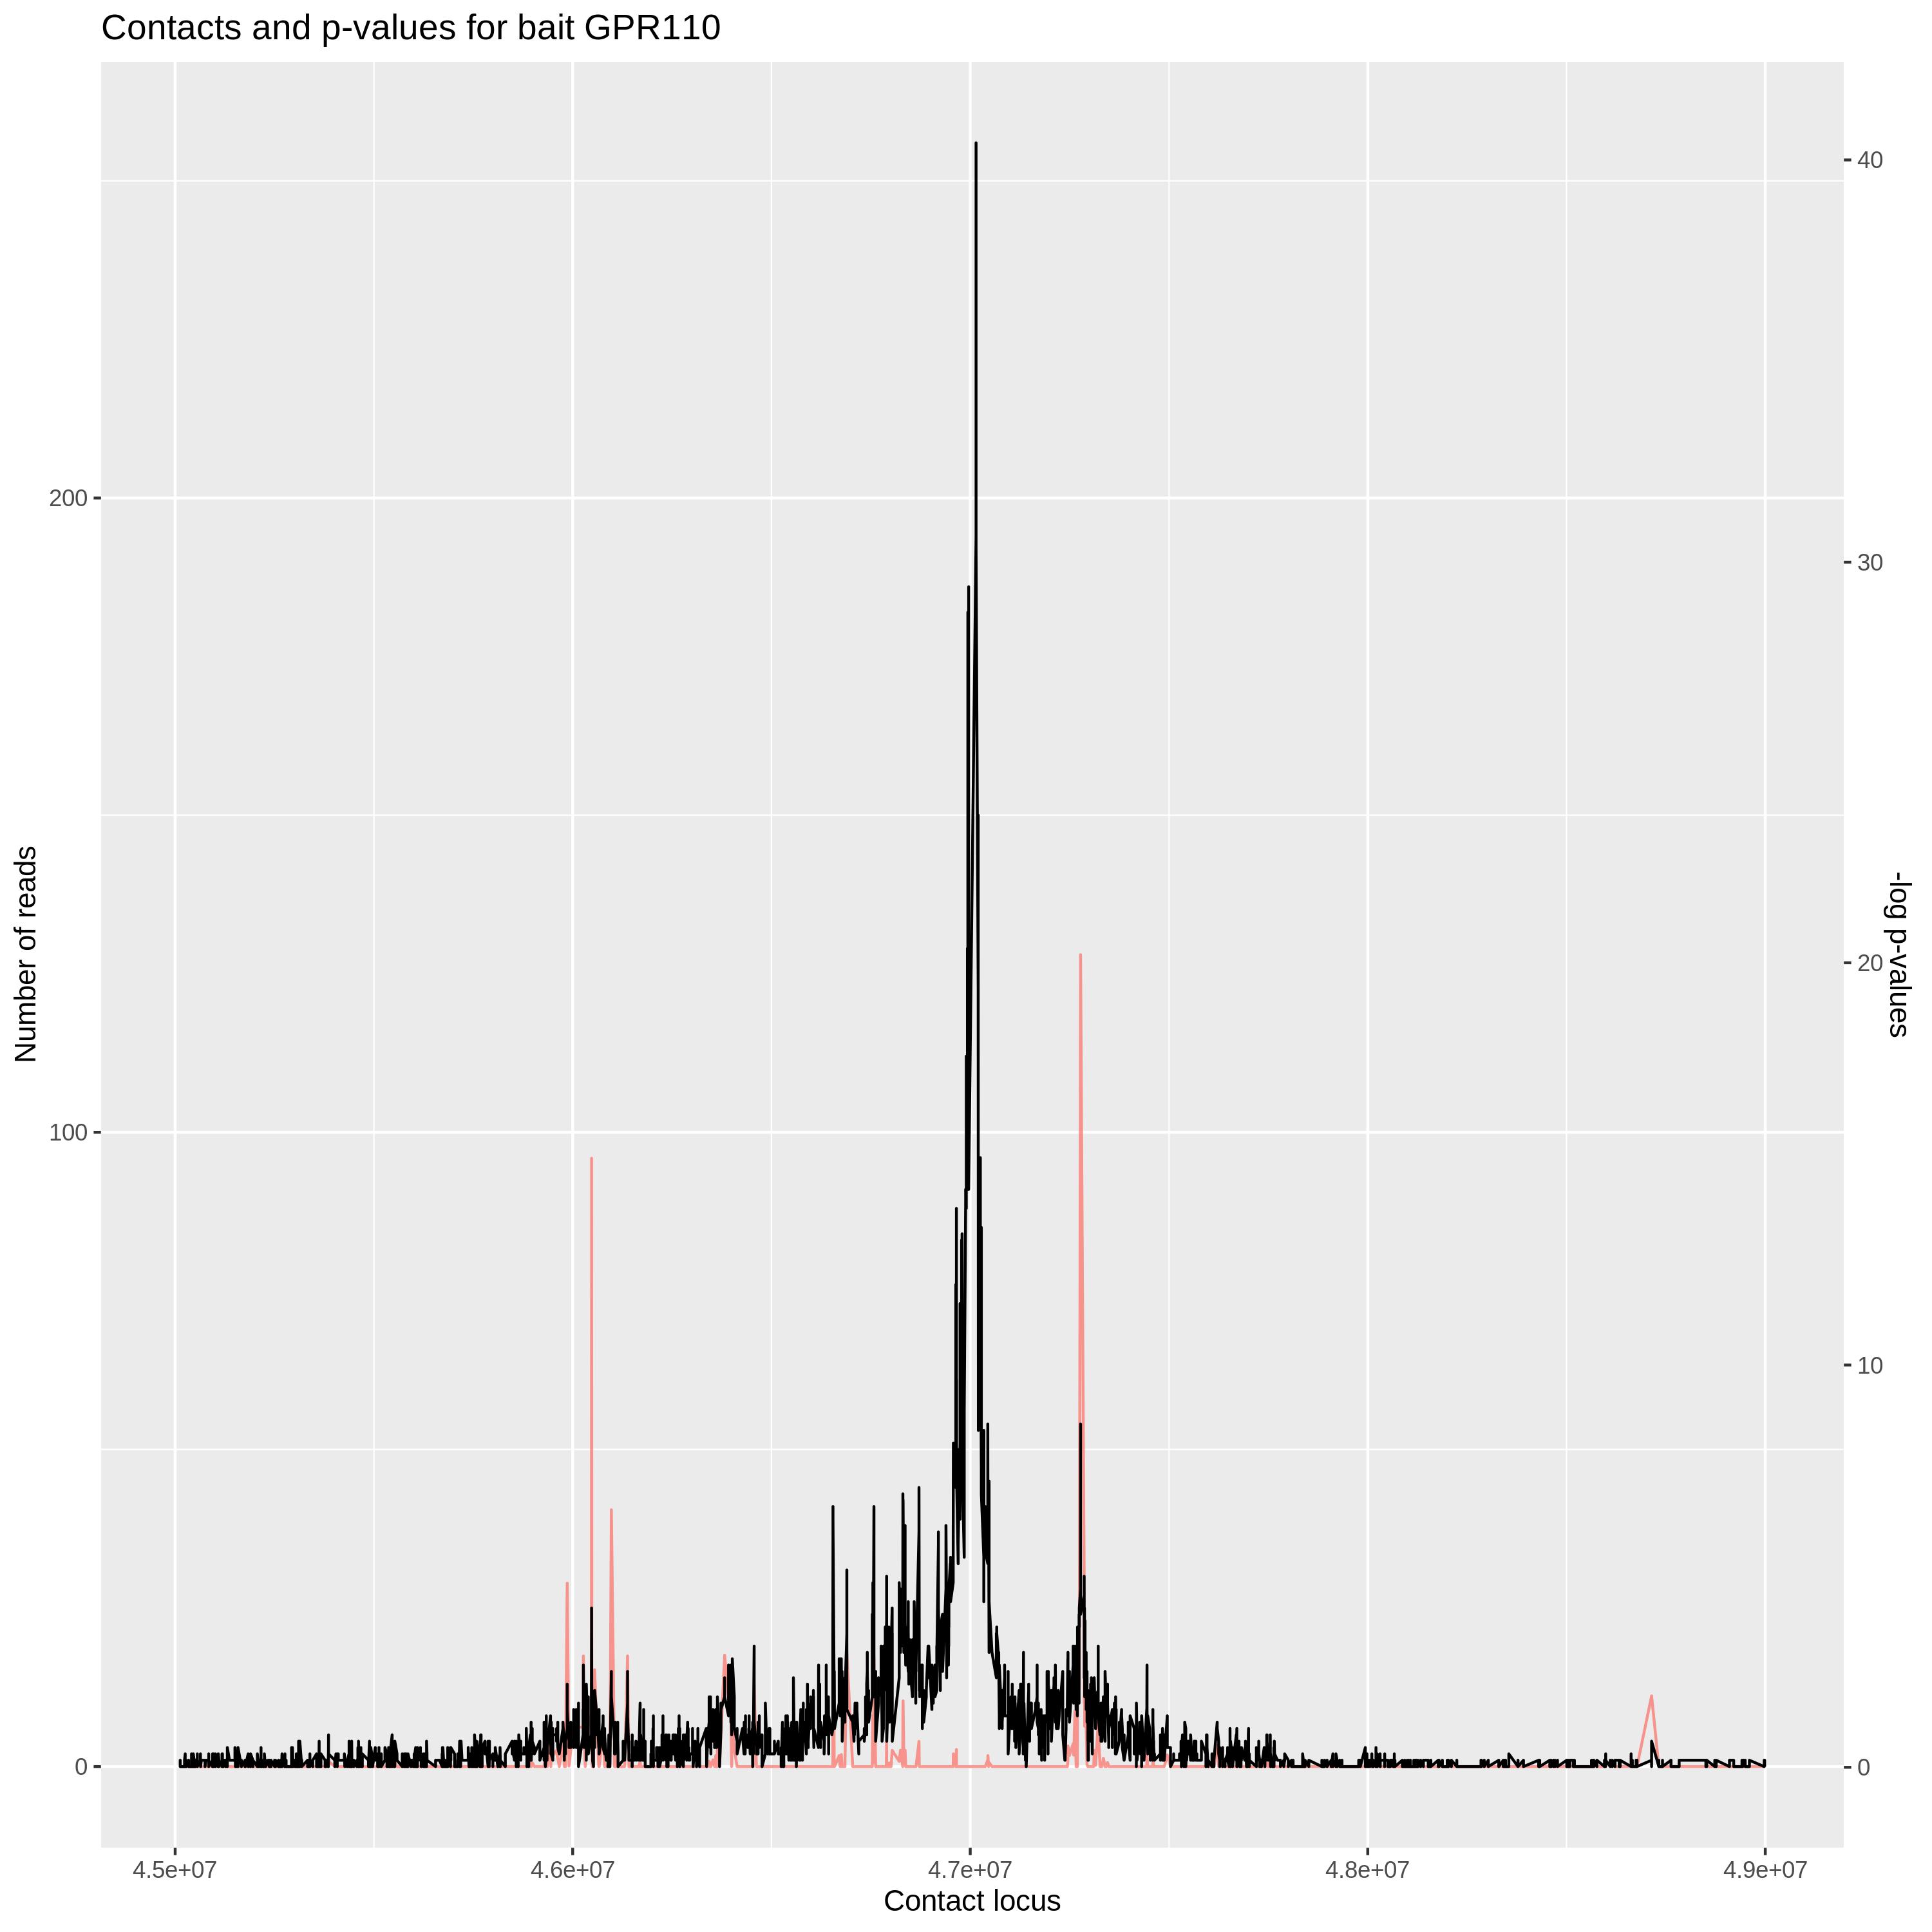 Contacts and p-values for bait GPR110
Number of reads
200
100
0
40
30
20
10
0
-log p-values
4.5e+07
4.6e+07
4.7e+07
4.8e+07
4.9e+07
Contact locus